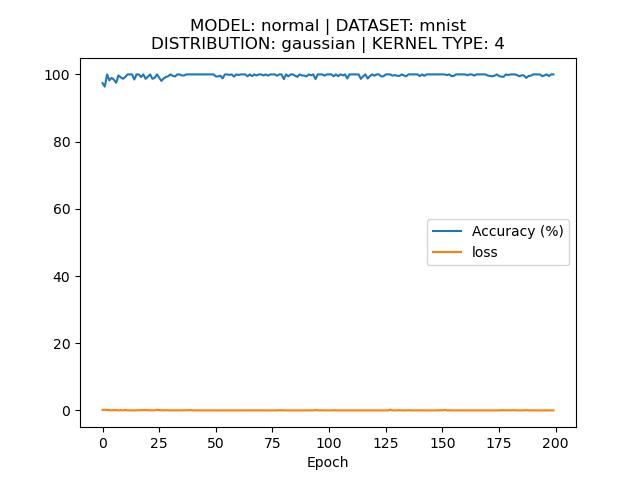 MODEL: normal | DATASET: mnist
DISTRIBUTION: gaussian | KERNEL TYPE: 4
100
80
60
40
20
0
Accuracy (%)
loss
0 25 50 75 100 125 150 175 200
Epoch